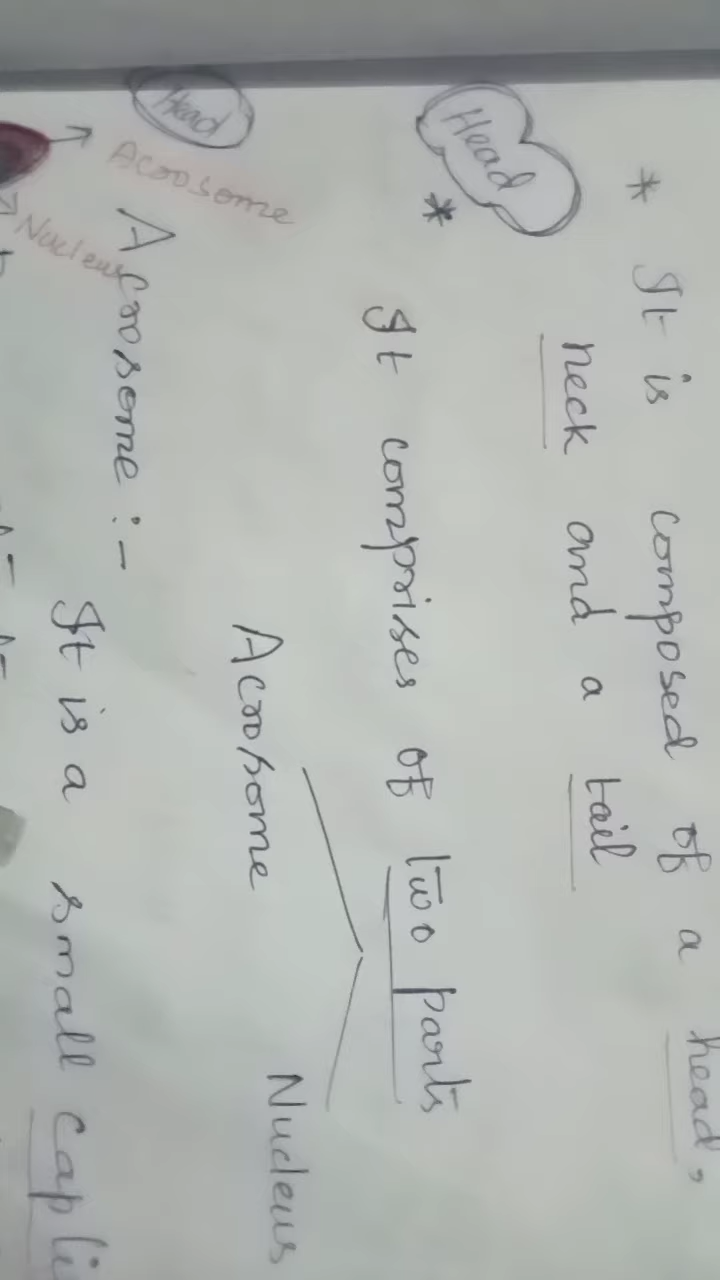 * It is composed of a head,
neck and a tail
Head
* It comprises of two parts
Acrosome Nucleus
Head
Acrosome
Nucleus
Acrosome :-
It is a small cap